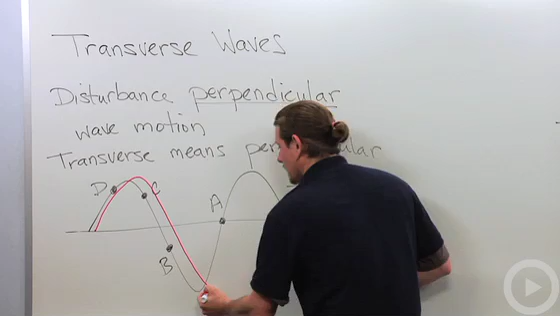 Transverse Waves
Disturbance perpendicular
wave motion
Transverse means
D C A
B